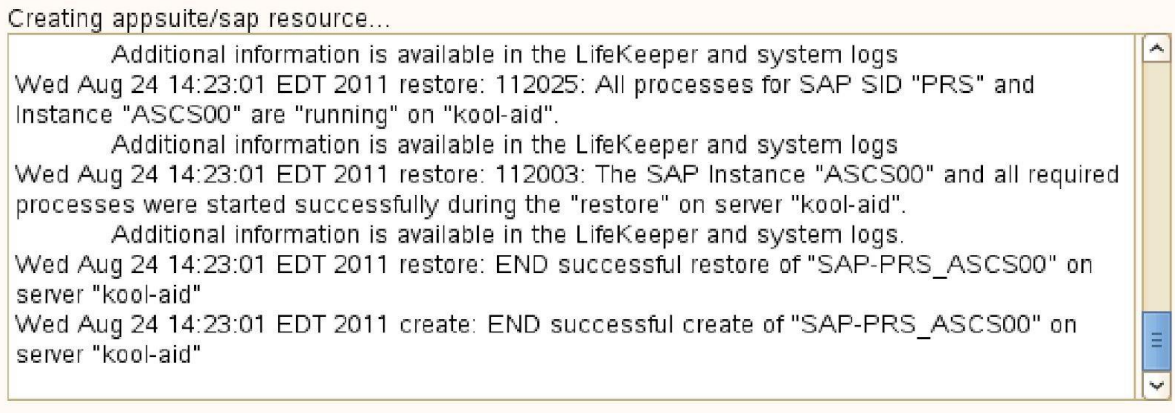 Creating appsuite/sap resource...
Additional information is available in the LifeKeeper and system logs
Wed Aug 24 14:23:01 EDT 2011 restore: 112025: All processes for SAP SID "PRS" and
Instance "ASCS00" are "running" on "kool-aid".
Additional information is available in the LifeKeeper and system logs
Wed Aug 24 14:23:01 EDT 2011 restore: 112003: The SAP Instance "ASCS00" and all required
processes were started successfully during the "restore" on server "kool-aid".
Additional information is available in the LifeKeeper and system logs.
Wed Aug 24 14:23:01 EDT 2011 restore: END successful restore of "SAP-PRS_ASCS00" on
server "kool-aid"
Wed Aug 24 14:23:01 EDT 2011 create: END successful create of "SAP-PRS_ASCS00" on
server "kool-aid"